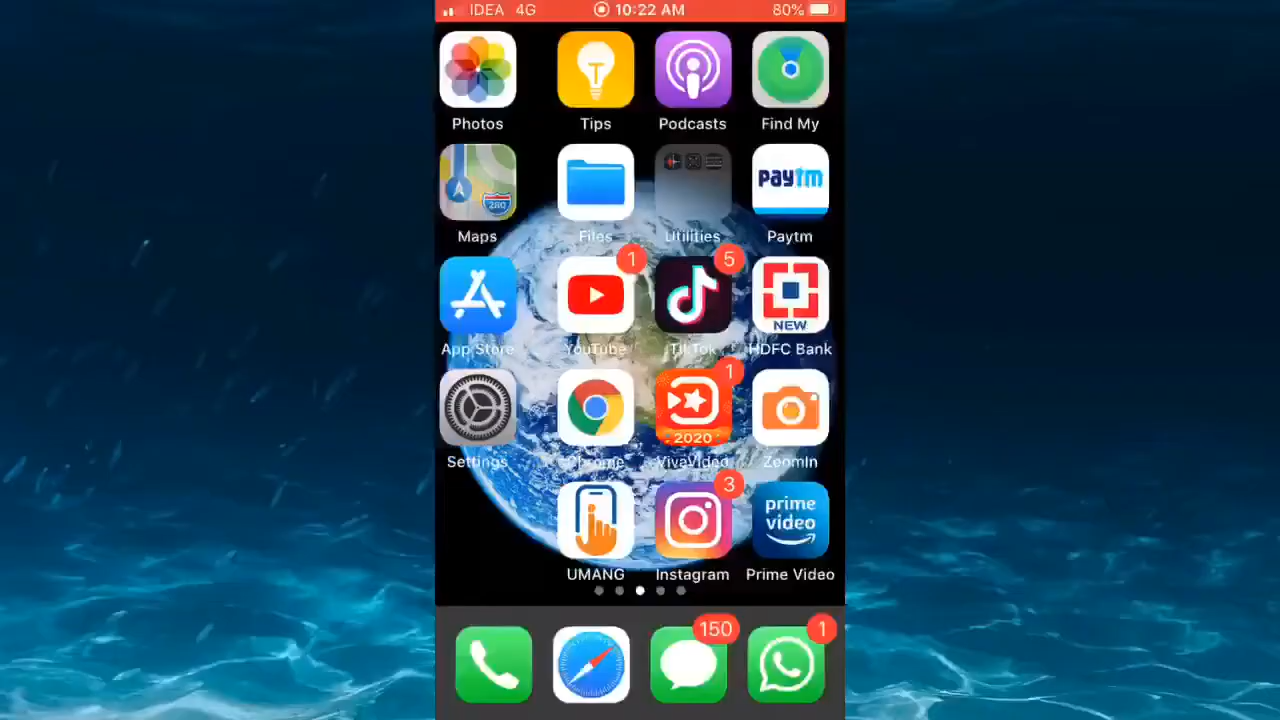 IDEA 4G 10:22 AM 80%
Photos Tips Podcasts Find My
280
paytm
Maps Files Utilities Paytm
1 5
NEW
App Store YouTube TikTok HDFC Bank
1
2020
Settings Chrome VivaVideo ZoomIn
3
prime video
UMANG Instagram Prime Video
150 1